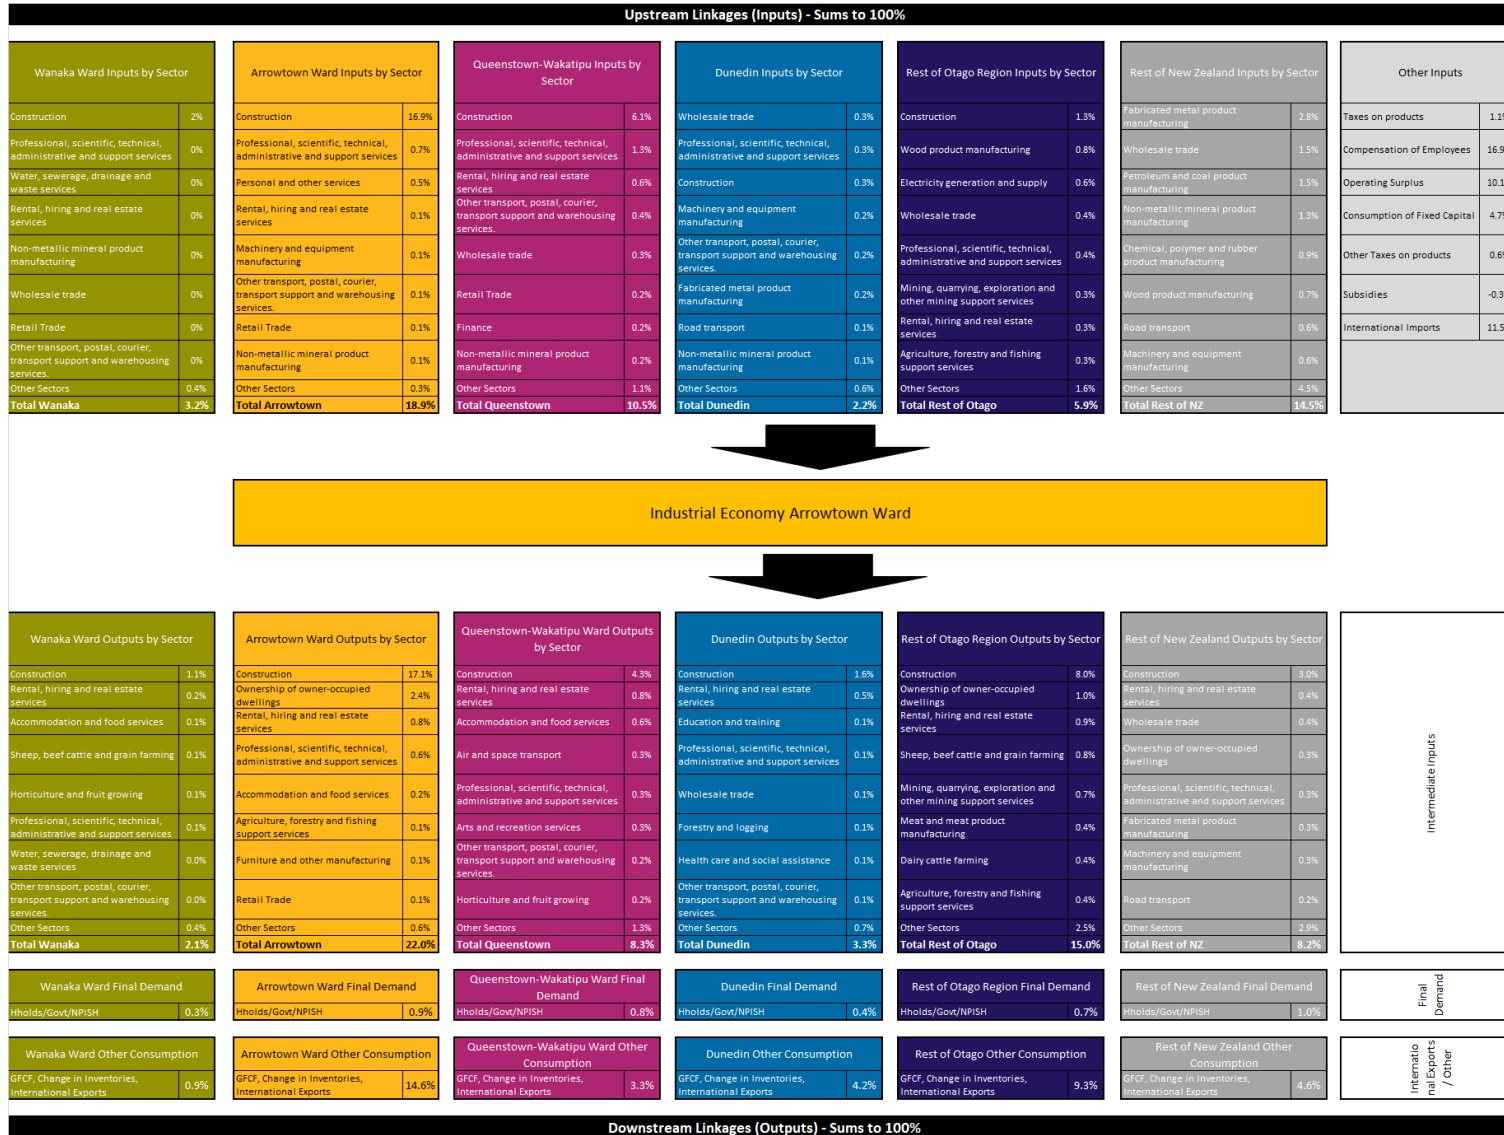 Upstream Linkages (Inputs) - Sums to 100%
Wanaka Ward Inputs by Sector
Construction 2%
Professional, scientific, technical,
administrative and support services 0%
Water, sewerage, drainage and
waste services 0%
Rental, hiring and real estate
services 0%
Non-metallic mineral product
manufacturing 0%
Wholesale trade 0%
Retail Trade 0%
Other transport, postal, courier,
transport support and warehousing
services. 0%
Other Sectors 0.4%
Total Wanaka 3.2%
Arrowtown Ward Inputs by Sector
Construction 16.9%
Professional, scientific, technical,
administrative and support services 0.7%
Personal and other services 0.5%
Rental, hiring and real estate
services 0.1%
Machinery and equipment
manufacturing 0.1%
Other transport, postal, courier,
transport support and warehousing
services. 0.1%
Retail Trade 0.1%
Non-metallic mineral product
manufacturing 0.1%
Other Sectors 0.3%
Total Arrowtown 18.9%
Queenstown-Wakatipu Inputs by
Sector
Construction 6.1%
Professional, scientific, technical,
administrative and support services 1.3%
Rental, hiring and real estate
services 0.6%
Other transport, postal, courier,
transport support and warehousing
services. 0.4%
Wholesale trade 0.3%
Retail Trade 0.2%
Finance 0.2%
Non-metallic mineral product
manufacturing 0.2%
Other Sectors 1.1%
Total Queenstown 10.5%
Dunedin Inputs by Sector
Wholesale trade 0.3%
Professional, scientific, technical,
administrative and support services 0.3%
Construction 0.3%
Machinery and equipment
manufacturing 0.2%
Other transport, postal, courier,
transport support and warehousing
services. 0.2%
Fabricated metal product
manufacturing 0.2%
Road transport 0.1%
Non-metallic mineral product
manufacturing 0.1%
Other Sectors 0.6%
Total Dunedin 2.2%
Rest of Otago Region Inputs by Sector
Construction 1.3%
Wood product manufacturing 0.8%
Electricity generation and supply 0.6%
Wholesale trade 0.4%
Professional, scientific, technical,
administrative and support services 0.4%
Mining, quarrying, exploration and
other mining support services 0.3%
Rental, hiring and real estate
services 0.3%
Agriculture, forestry and fishing
support services 0.3%
Other Sectors 1.6%
Total Rest of Otago 5.9%
Rest of New Zealand Inputs by Sector
Fabricated metal product
manufacturing 2.8%
Wholesale trade 1.5%
Petroleum and coal product
manufacturing 1.5%
Non-metallic mineral product
manufacturing 1.3%
Chemical, polymer and rubber
product manufacturing 0.9%
Wood product manufacturing 0.7%
Road transport 0.6%
Machinery and equipment
manufacturing 0.6%
Other Sectors 4.5%
Total Rest of NZ 14.5%
Other Inputs
Taxes on products 1.1%
Compensation of Employees 16.9
Operating Surplus 10.1
Consumption of Fixed Capital 4.7%
Other Taxes on products 0.6%
Subsidies -0.3
International Imports 11.5
Industrial Economy Arrowtown Ward
Wanaka Ward Outputs by Sector
Construction 1.1%
Rental, hiring and real estate
services 0.2%
Accommodation and food services 0.1%
Sheep, beef cattle and grain farming 0.1%
Horticulture and fruit growing 0.1%
Professional, scientific, technical,
administrative and support services 0.1%
Water, sewerage, drainage and
waste services 0.0%
Other transport, postal, courier,
transport support and warehousing
services. 0.0%
Other Sectors 0.4%
Total Wanaka 2.1%
Arrowtown Ward Outputs by Sector
Construction 17.1%
Ownership of owner-occupied
dwellings 2.4%
Rental, hiring and real estate
services 0.8%
Professional, scientific, technical,
administrative and support services 0.6%
Accommodation and food services 0.2%
Agriculture, forestry and fishing
support services 0.1%
Furniture and other manufacturing 0.1%
Retail Trade 0.1%
Other Sectors 0.6%
Total Arrowtown 22.0%
Queenstown-Wakatipu Ward Outputs
by Sector
Construction 4.3%
Rental, hiring and real estate
services 0.8%
Accommodation and food services 0.6%
Air and space transport 0.3%
Professional, scientific, technical,
administrative and support services 0.3%
Arts and recreation services 0.3%
Other transport, postal, courier,
transport support and warehousing
services. 0.2%
Horticulture and fruit growing 0.2%
Other Sectors 1.3%
Total Queenstown 8.3%
Dunedin Outputs by Sector
Construction 1.6%
Rental, hiring and real estate
services 0.5%
Education and training 0.1%
Professional, scientific, technical,
administrative and support services 0.1%
Wholesale trade 0.1%
Forestry and logging 0.1%
Health care and social assistance 0.1%
Other transport, postal, courier,
transport support and warehousing
services. 0.1%
Other Sectors 0.7%
Total Dunedin 3.3%
Rest of Otago Region Outputs by Sector
Construction 8.0%
Ownership of owner-occupied
dwellings 1.0%
Rental, hiring and real estate
services 0.9%
Sheep, beef cattle and grain farming 0.8%
Mining, quarrying, exploration and
other mining support services 0.7%
Meat and meat product
manufacturing 0.4%
Dairy cattle farming 0.4%
Agriculture, forestry and fishing
support services 0.4%
Other Sectors 2.5%
Total Rest of Otago 15.0%
Rest of New Zealand Outputs by Sector
Construction 3.0%
Rental, hiring and real estate
services 0.4%
Wholesale trade 0.4%
Ownership of owner-occupied
dwellings 0.3%
Professional, scientific, technical,
administrative and support services 0.3%
Fabricated metal product
manufacturing 0.3%
Machinery and equipment
manufacturing 0.3%
Road transport 0.2%
Other Sectors 2.9%
Total Rest of NZ 8.2%
Intermediate Inputs
Wanaka Ward Final Demand
Hholds/Govt/NPISH 0.3%
Arrowtown Ward Final Demand
Hholds/Govt/NPISH 0.9%
Queenstown-Wakatipu Ward Final
Demand
Hholds/Govt/NPISH 0.8%
Dunedin Final Demand
Hholds/Govt/NPISH 0.4%
Rest of Otago Region Final Demand
Hholds/Govt/NPISH 0.7%
Rest of New Zealand Final Demand
Hholds/Govt/NPISH 1.0%
Final
Demand
Wanaka Ward Other Consumption
GFCF, Change in Inventories,
International Exports 0.9%
Arrowtown Ward Other Consumption
GFCF, Change in Inventories,
International Exports 14.6%
Queenstown-Wakatipu Ward Other
Consumption
GFCF, Change in Inventories,
International Exports 3.3%
Dunedin Other Consumption
GFCF, Change in Inventories,
International Exports 4.2%
Rest of Otago Other Consumption
GFCF, Change in Inventories,
International Exports 9.3%
Rest of New Zealand Other
Consumption
GFCF, Change in Inventories,
International Exports 4.6%
Internatio
nal Exports
/ Other
Downstream Linkages (Outputs) - Sums to 100%